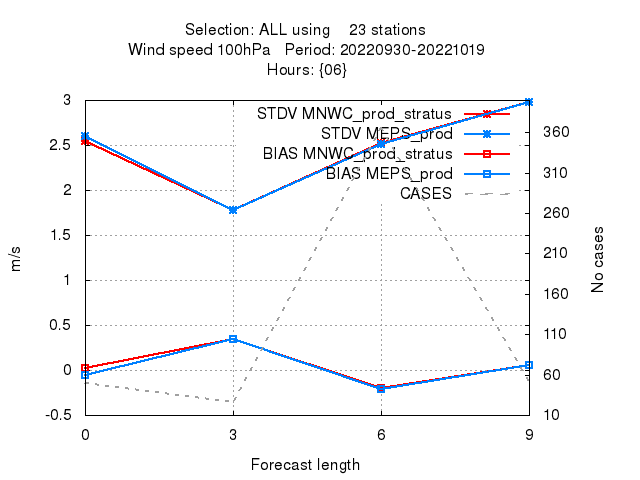 Selection: ALL using 23 stations
Wind speed 100hPa Period: 20220930-20221019
Hours: {06}
STDV MNWC_prod_stratus
STDV MEPS_prod
BIAS MNWC_prod_stratus
BIAS MEPS_prod
CASES
3
2.5
2
1.5
1
0.5
0
-0.5
m/s
360
310
260
210
160
110
60
10
No cases
0 3 6 9
Forecast length